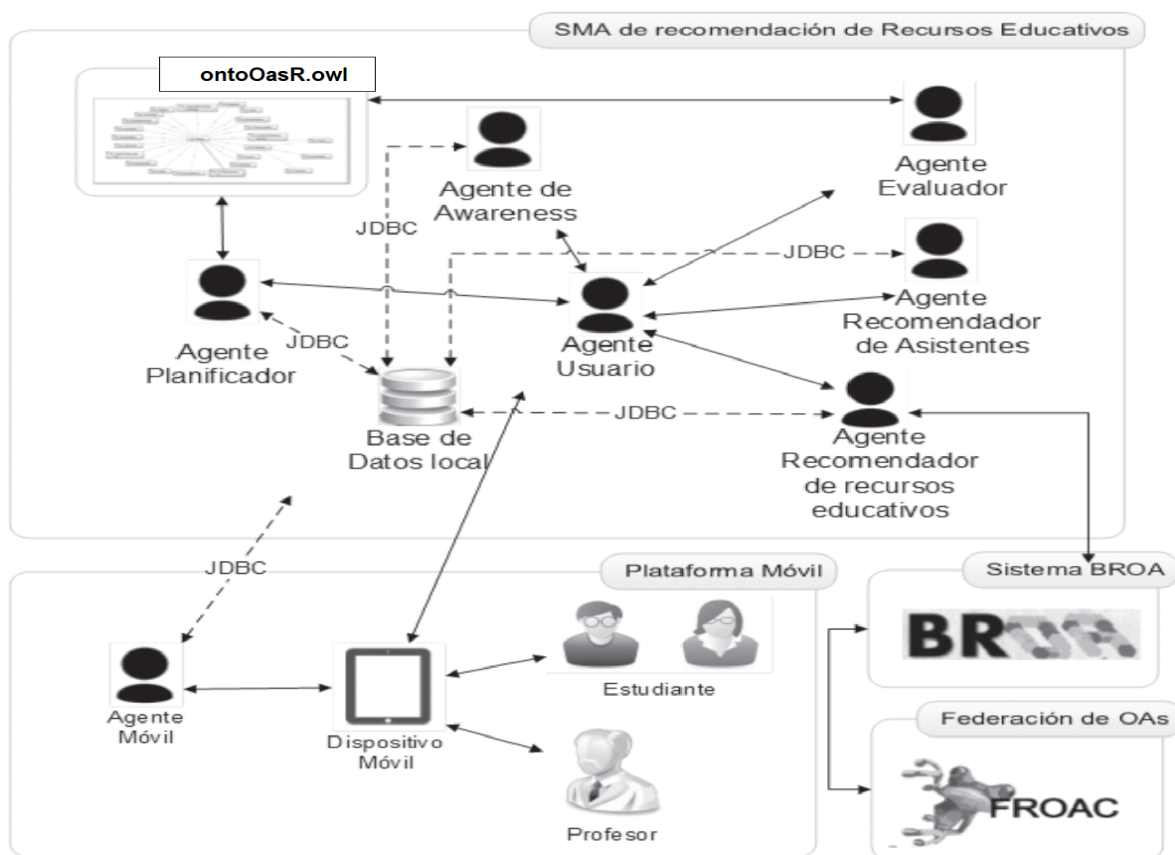 SMA de recomendación de Recursos Educativos
ontoOasR.owl
Agente de
Awareness
Agente
Evaluador
JDBC
JDBC
Agente
Planificador
JDBC
Agente
Usuario
Agente
Recomendador
de Asistentes
Base de
Datos local
JDBC
Agente
Recomendador
de recursos
educativos
JDBC
Plataforma Móvil
Sistema BROA
Estudiante
Agente
Móvil
Dispositivo
Móvil
Profesor
Federación de OAs
FROAC